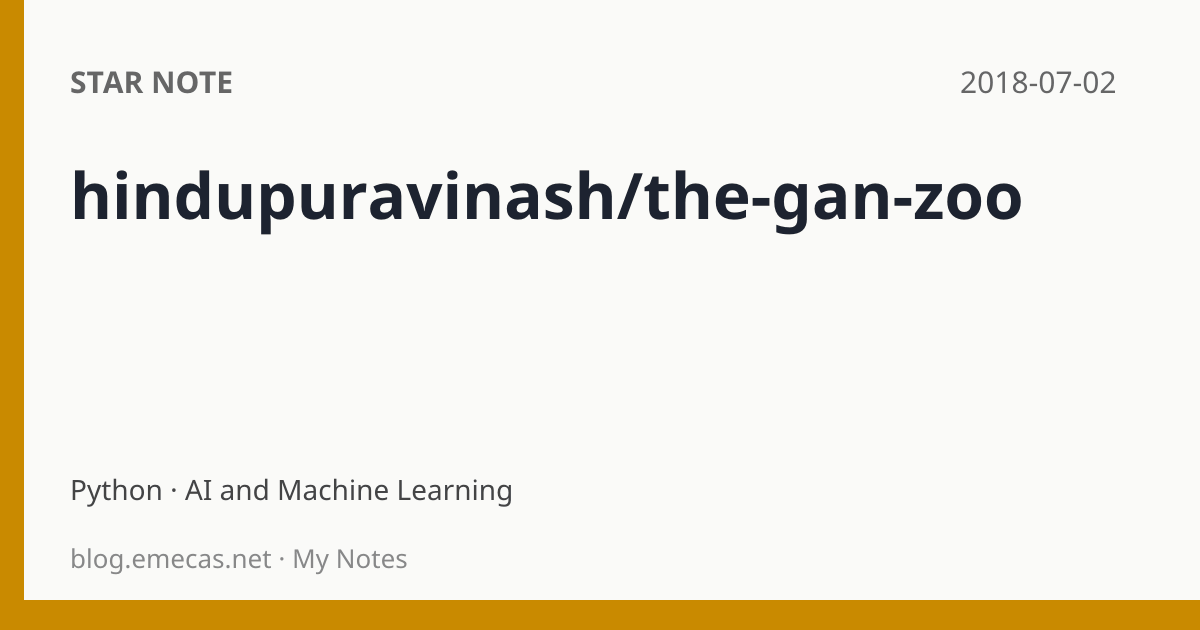 STAR NOTE 2018-07-02
hindupuravinash/the-gan-zoo
Python · AI and Machine Learning
blog.emecas.net · My Notes